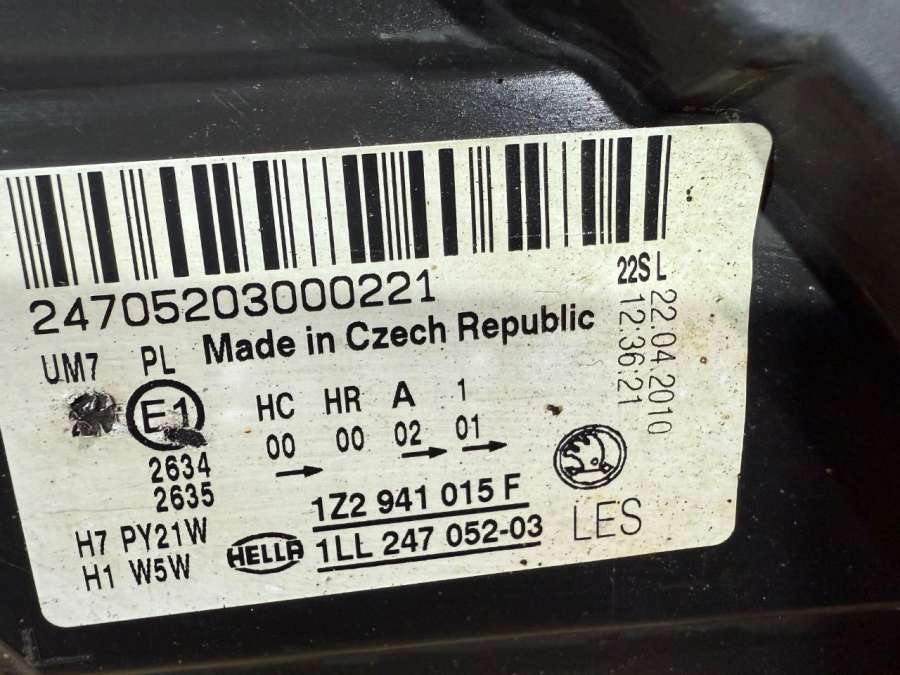 24705203000221
22S L
22.04.2010
12:36:21
Made in Czech Republic
UM7 PL
E1
HC HR A 1
00 00 02 01
2634
2635
1Z2 941 015 F
H7 PY21W
H1 W5W
HELLA
1LL 247 052-03
LES